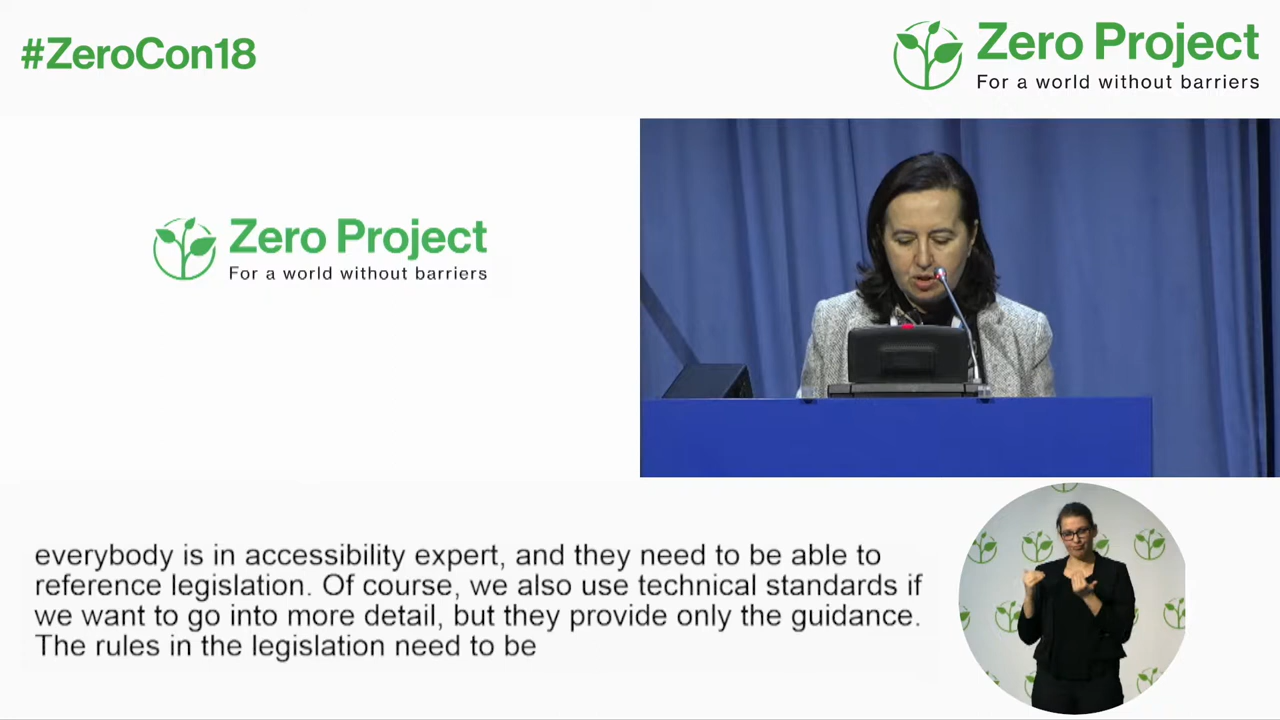 #ZeroCon18
Zero Project
For a world without barriers
Zero Project
For a world without barriers
everybody is in accessibility expert, and they need to be able to
reference legislation. Of course, we also use technical standards if
we want to go into more detail, but they provide only the guidance.
The rules in the legislation need to be